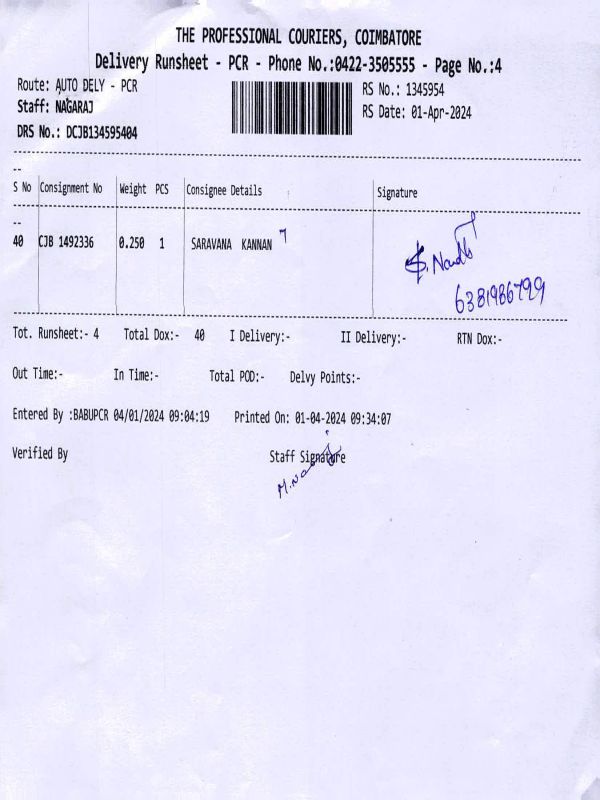 THE PROFESSIONAL COURIERS, COIMBATORE
Delivery Runsheet - PCR - Phone No.:0422-3505555 - Page No.:4
Route: AUTO DELY - PCR RS No.: 1345954
Staff: NAGARAJ RS Date: 01-Apr-2024
DRS No.: DCJB134595404
--
S No Consignment No Weight PCS Consignee Details Signature
--
40 CJB 1492336 0.250 1 SARAVANA KANNAN
6381986799
Tot. Runsheet:- 4 Total Dox:- 40 I Delivery:- II Delivery:- RTN Dox:-
Out Time:- In Time:- Total POD:- Delvy Points:-
Entered By :BABUPCR 04/01/2024 09:04:19 Printed On: 01-04-2024 09:34:07
Verified By Staff Signature